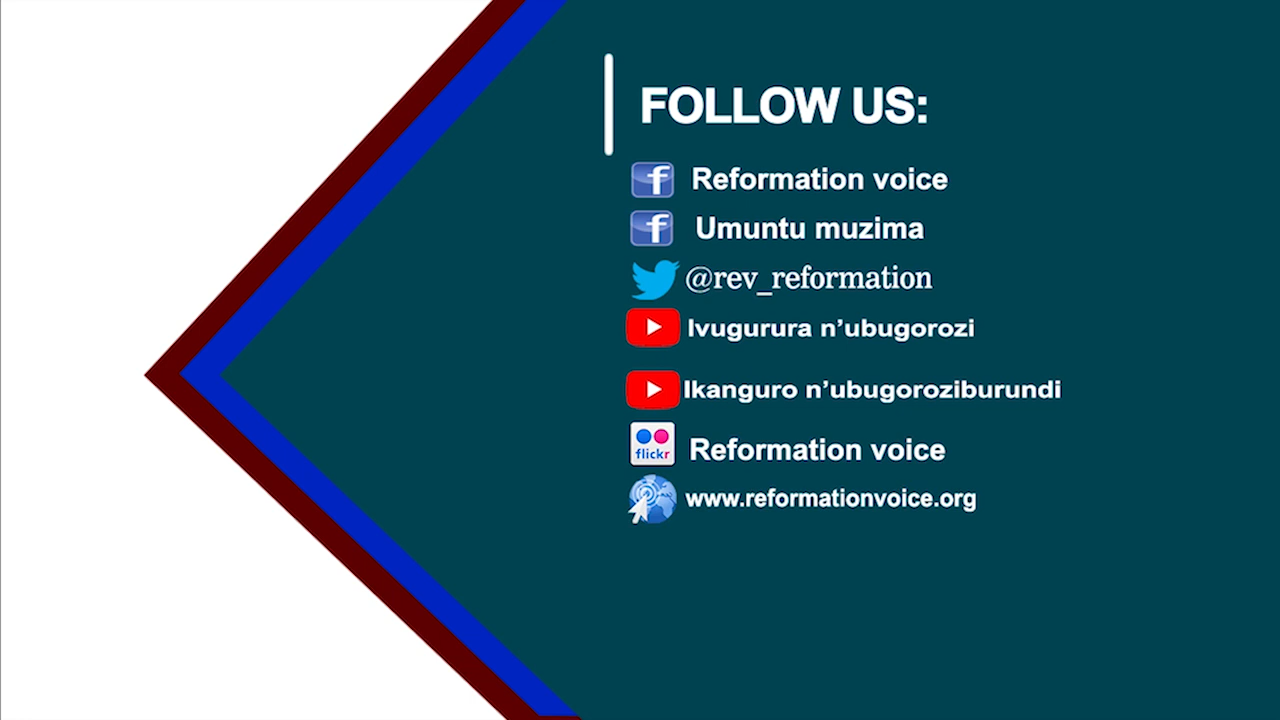 FOLLOW US:
Reformation voice
Umuntu muzima
@rev_reformation
Ivugurura n’ubugorozi
Ikanguro n’ubugoroziburundi
flickr
Reformation voice
www.reformationvoice.org